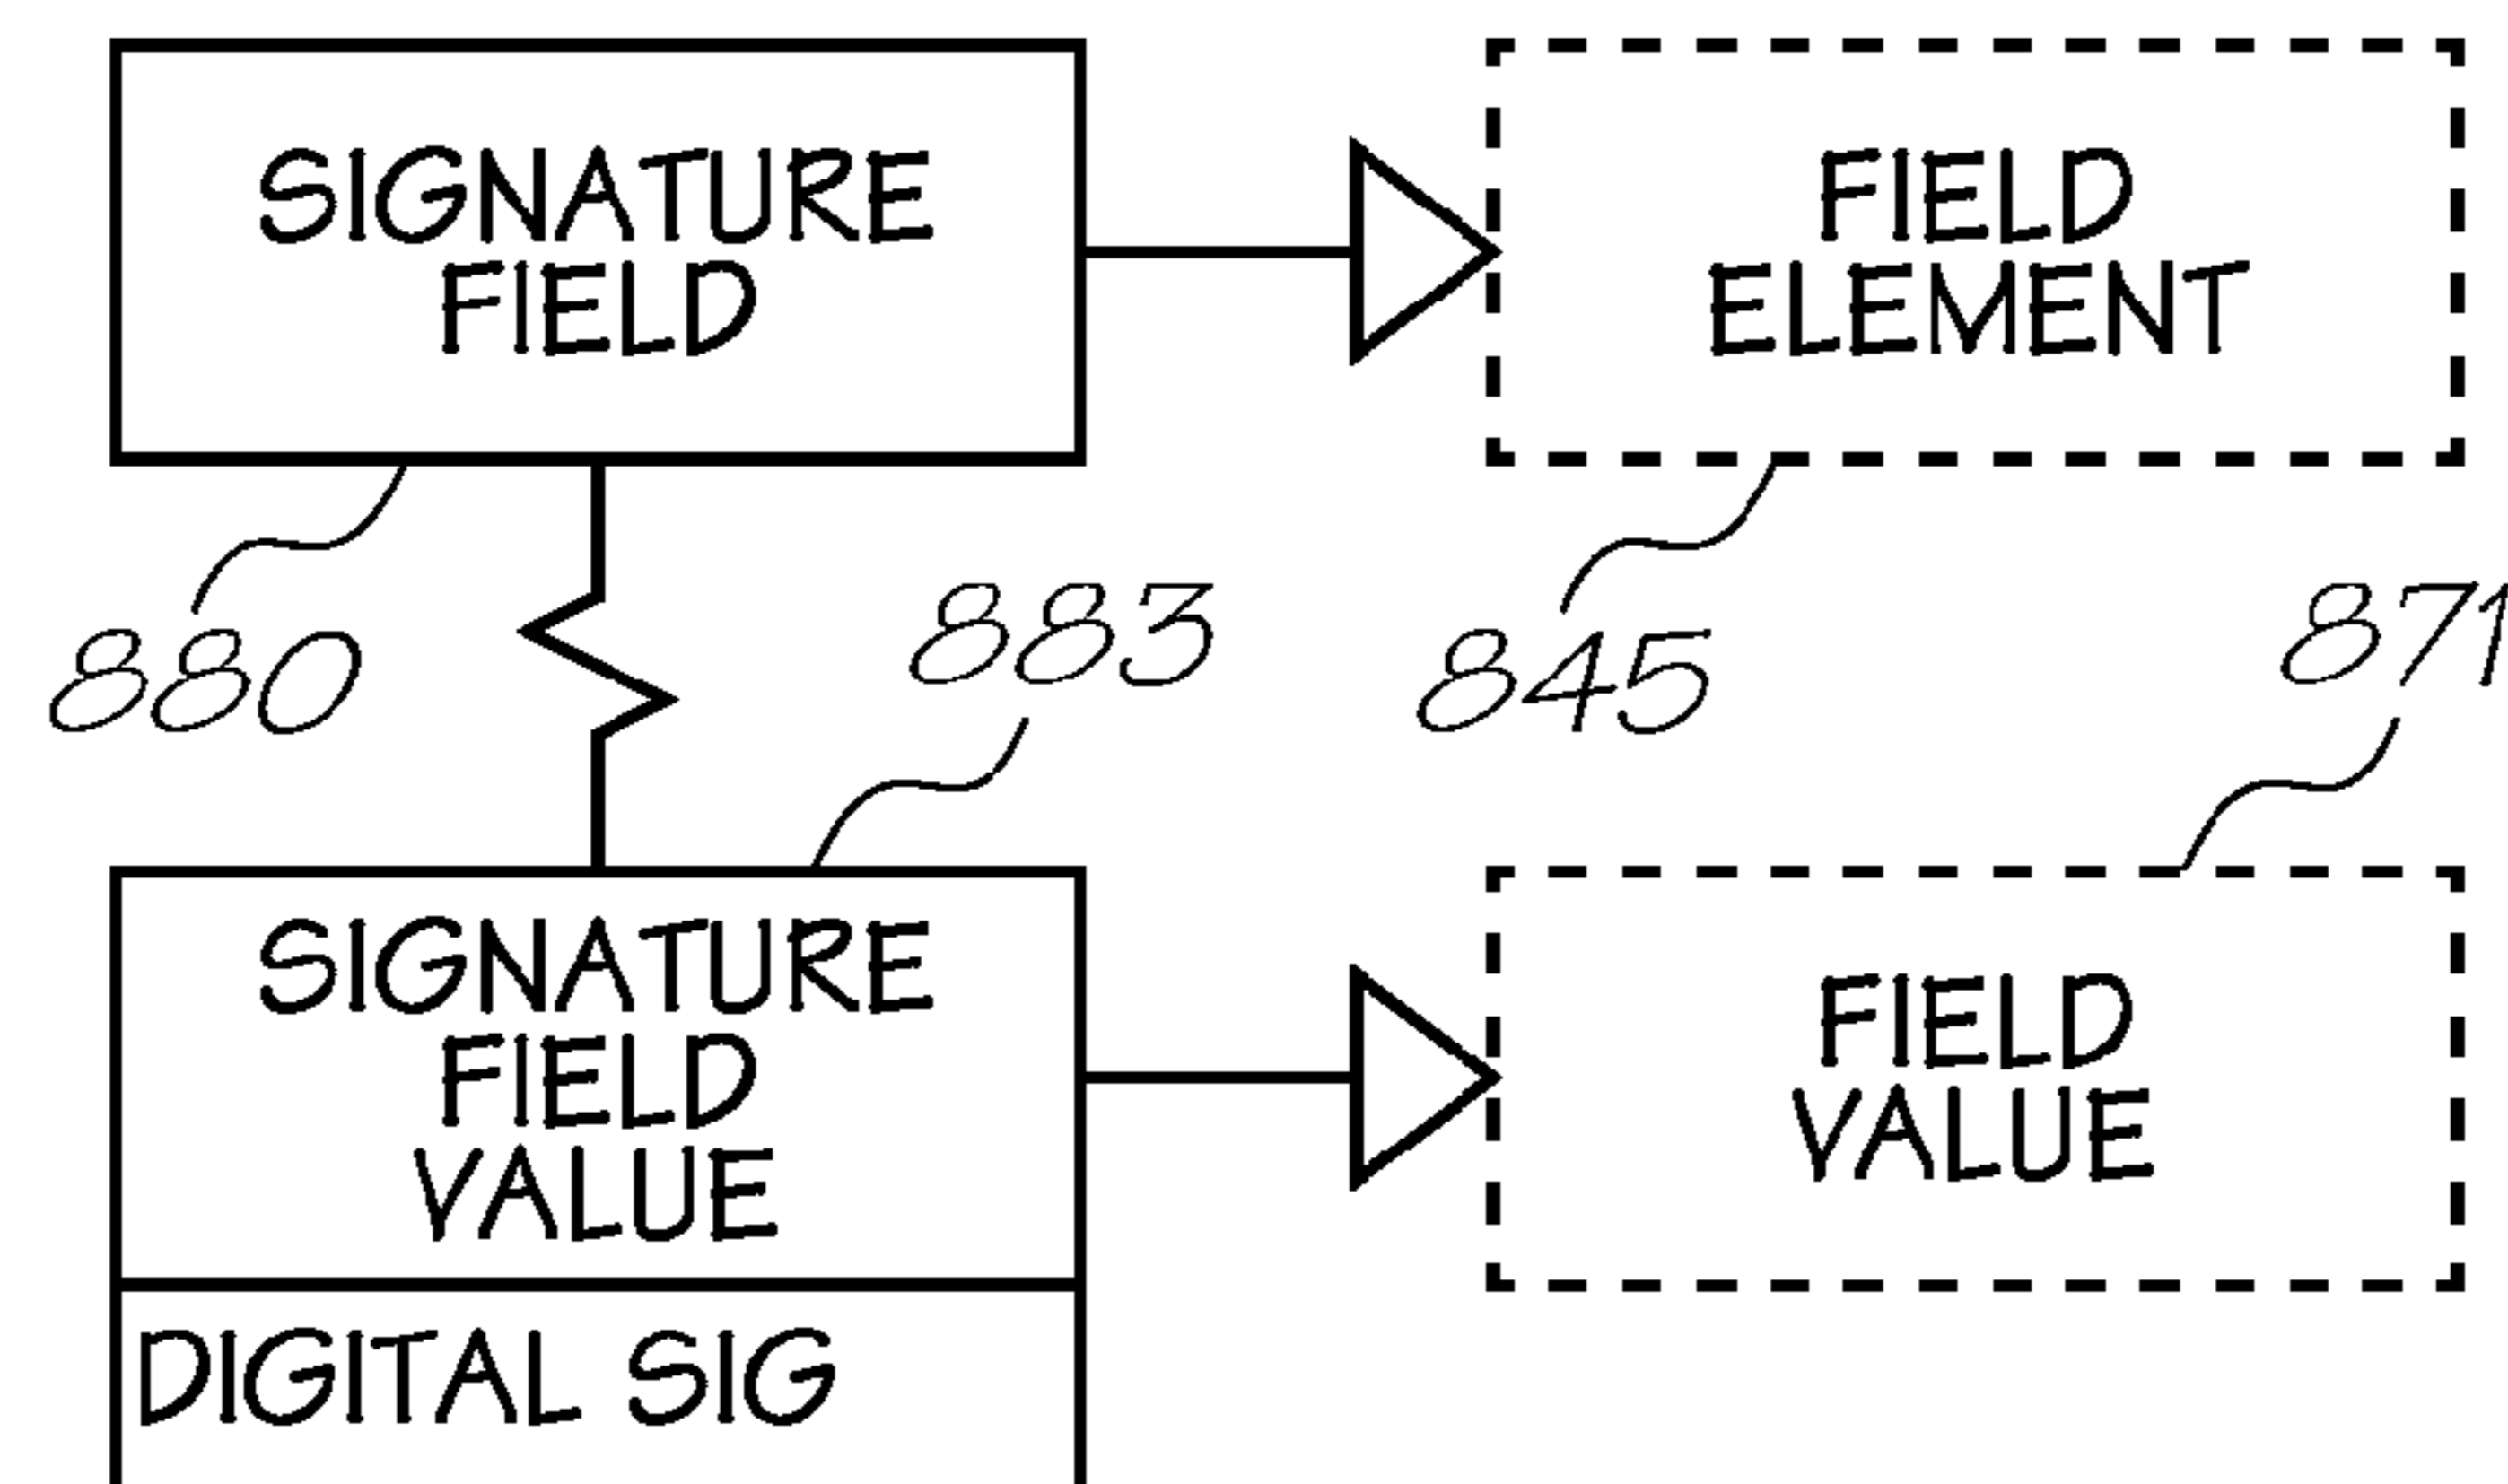 SIGNATURE
FIELD
FIELD
ELEMENT
880
883
845
871
SIGNATURE
FIELD
VALUE
FIELD
VALUE
DIGITAL SIG